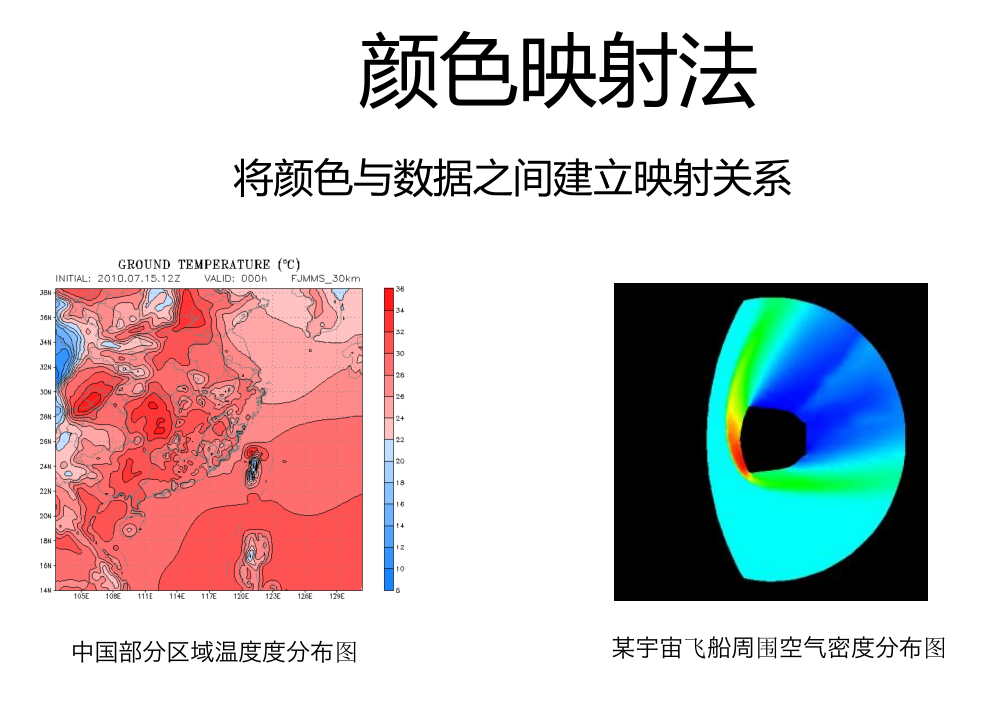 颜色映射法
将颜色与数据之间建立映射关系
GROUND TEMPERATURE (℃)
INITIAL: 2010.07.15.12Z VALID: 000h FJMMS_30km
38N
36N
34N
32N
30N
28N
26N
24N
22N
20N
18N
16N
14N
105E 108E 111E 114E 117E 120E 123E 126E 129E
36
34
32
30
28
26
24
22
20
18
16
14
12
10
8
中国部分区域温度度分布图
某宇宙飞船周围空气密度分布图